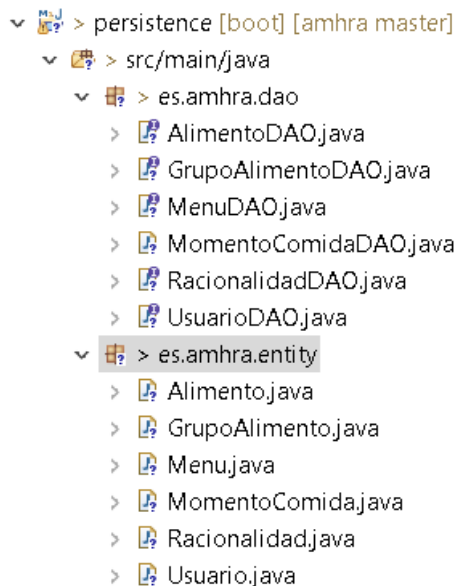 > persistence [boot] [amhra master]
> src/main/java
> es.amhra.dao
AlimentoDAO.java
GrupoAlimentoDAO.java
MenuDAO.java
MomentoComidaDAO.java
RacionalidadDAO.java
UsuarioDAO.java
> es.amhra.entity
Alimento.java
GrupoAlimento.java
Menu.java
MomentoComida.java
Racionalidad.java
Usuario.java